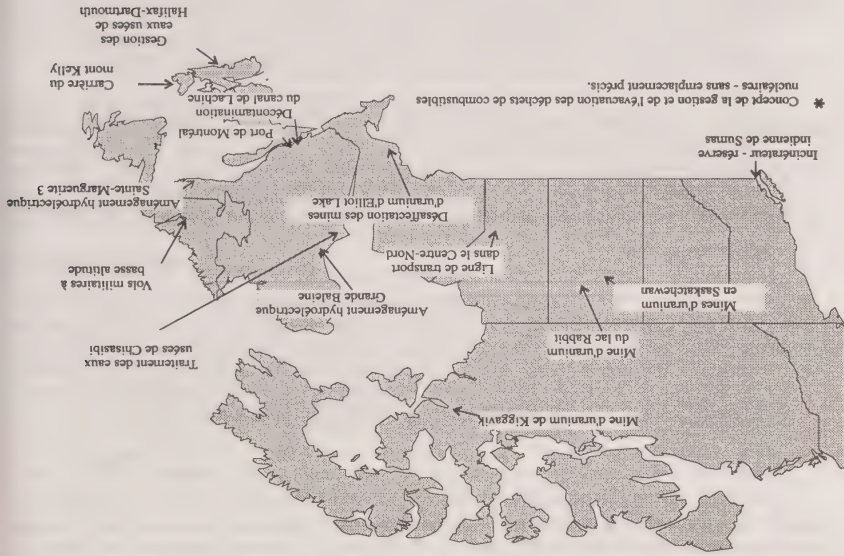 Mine d'uranium de Kiggavik
Traitement des eaux
usées de Chisasibi
Mine d'uranium
du lac Rabbit
Aménagement hydroélectrique
Grande Baleine
Vols militaires à
basse altitude
Mines d'uranium
en Saskatchewan
Ligne de transport
dans le Centre-Nord
Désaffectation des mines
d'uranium d'Elliot Lake
Aménagement hydroélectrique
Sainte-Marguerite 3
Incinérateur - réserve
indienne de Sumas
Port de Montréal
Décontamination
du canal de Lachine
Carrière du
mont Kelly
Gestion des
eaux usées de
Halifax-Dartmouth
* Concept de la gestion et de l'évacuation des déchets de combustibles
nucléaires - sans emplacement précis.